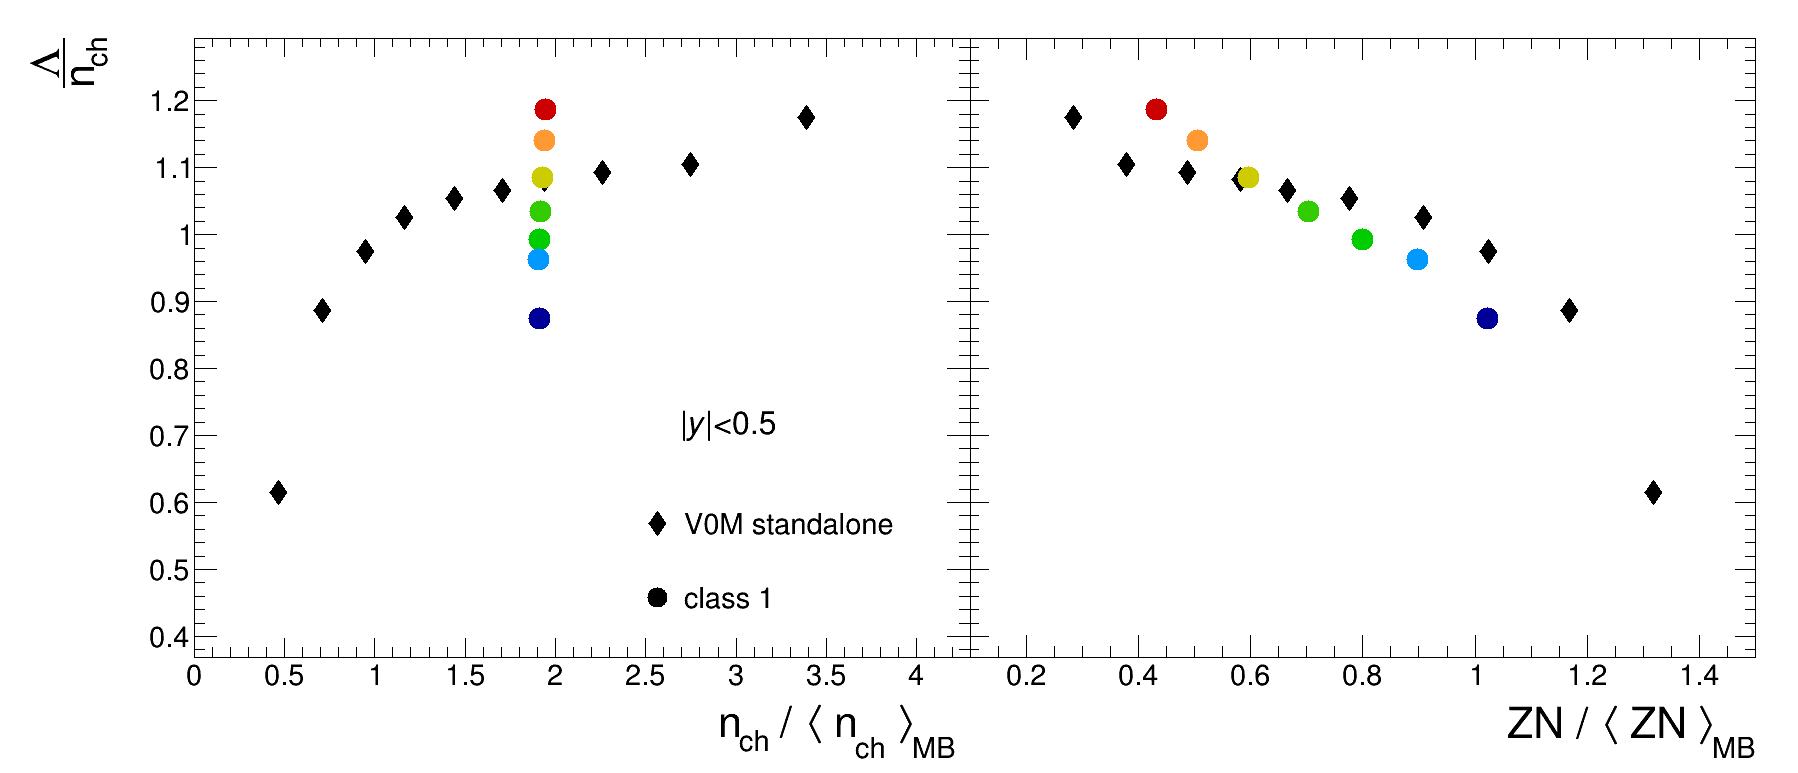 Λ
n_ch
1.2
1.1
1
0.9
0.8
0.7
0.6
0.5
0.4
|y|<0.5
V0M standalone
class 1
0 0.5 1 1.5 2 2.5 3 3.5 4
0.2 0.4 0.6 0.8 1 1.2 1.4
n_ch / ⟨ n_ch ⟩_MB
ZN / ⟨ ZN ⟩_MB